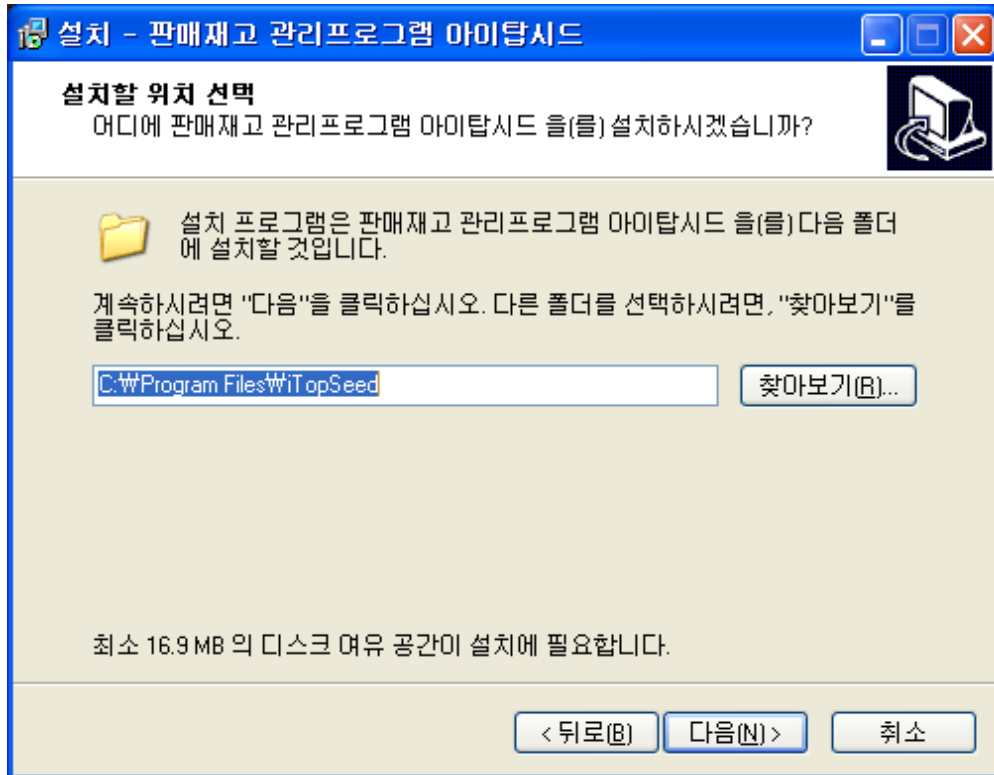 설치 - 판매재고 관리프로그램 아이탑시드
설치할 위치 선택
어디에 판매재고 관리프로그램 아이탑시드 을(를) 설치하시겠습니까?
설치 프로그램은 판매재고 관리프로그램 아이탑시드 을(를) 다음 폴더
에 설치할 것입니다.
계속하시려면 "다음"을 클릭하십시오. 다른 폴더를 선택하시려면, "찾아보기"를
클릭하십시오.
C:₩Program Files₩iTopSeed
찾아보기(R)...
최소 16.9 MB 의 디스크 여유 공간이 설치에 필요합니다.
< 뒤로(B)
다음(N) >
취소